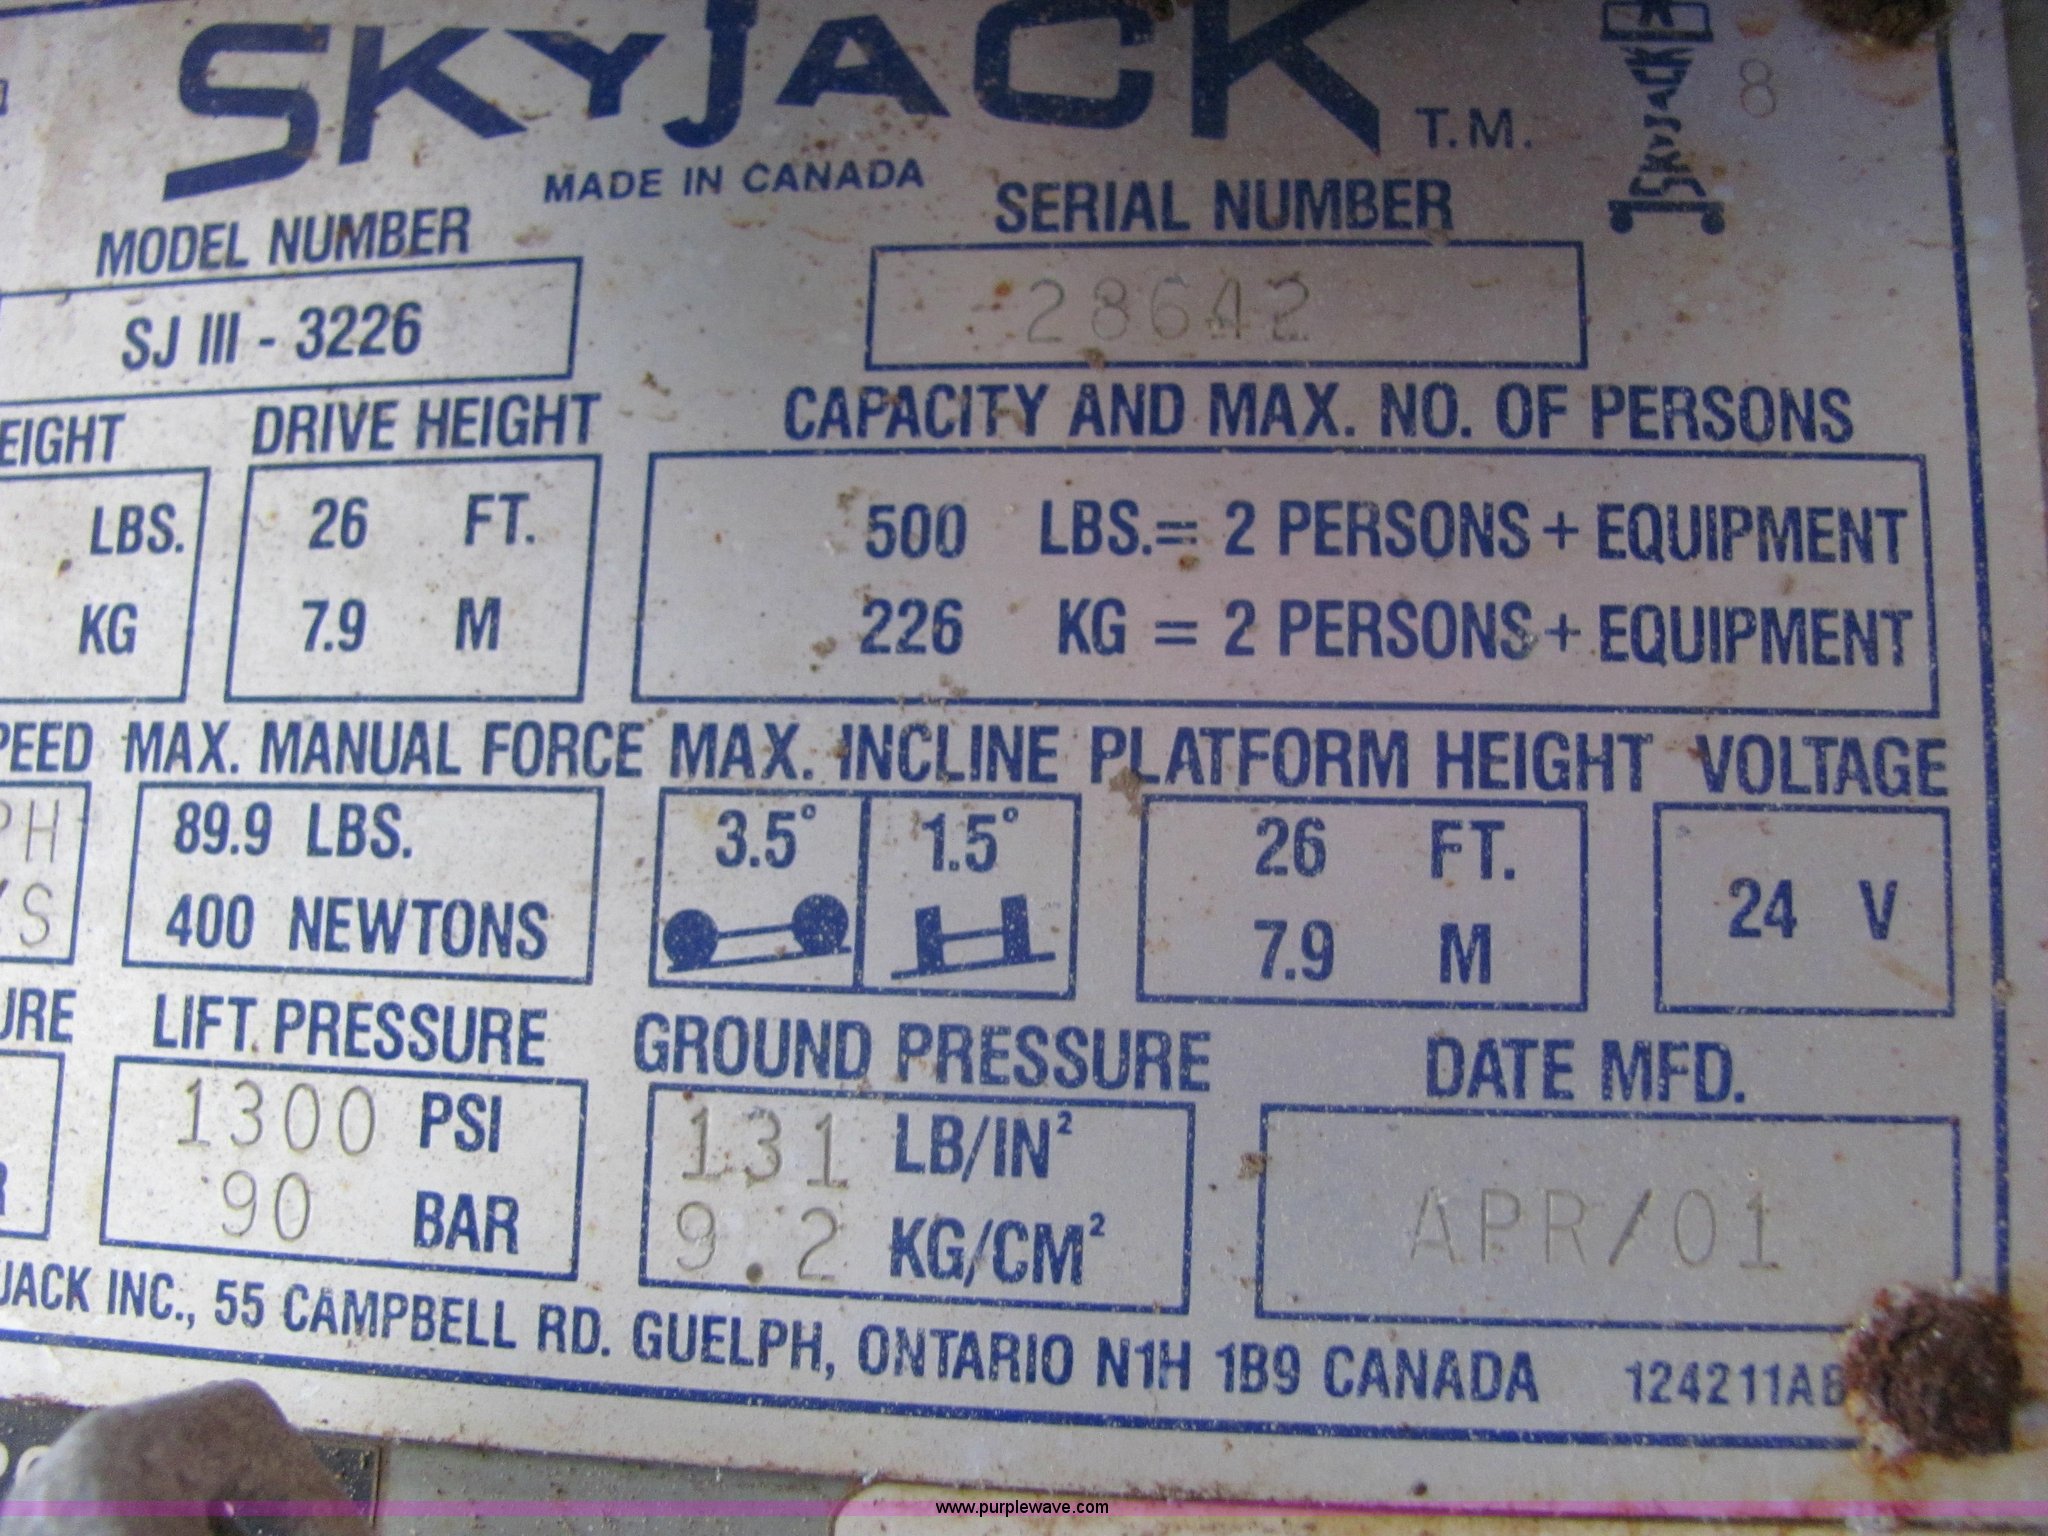 SKYJACK T.M.
8
SKYJACK
MADE IN CANADA
MODEL NUMBER
SJ III - 3226
SERIAL NUMBER
28642
EIGHT
LBS.
KG
DRIVE HEIGHT
26 FT.
7.9 M
CAPACITY AND MAX. NO. OF PERSONS
500 LBS.= 2 PERSONS + EQUIPMENT
226 KG = 2 PERSONS + EQUIPMENT
PEED
PH
/S
MAX. MANUAL FORCE
89.9 LBS.
400 NEWTONS
MAX. INCLINE
3.5° 1.5°
PLATFORM HEIGHT
26 FT.
7.9 M
VOLTAGE
24 V
URE
R
LIFT PRESSURE
1300 PSI
90 BAR
GROUND PRESSURE
131 LB/IN²
9.2 KG/CM²
DATE MFD.
APR/01
JACK INC., 55 CAMPBELL RD. GUELPH, ONTARIO N1H 1B9 CANADA
124211AB
www.purplewave.com